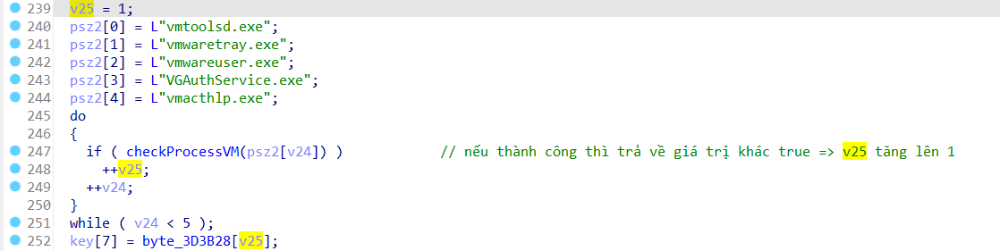 239 v25 = 1;
240 psz2[0] = L"vmtoolsd.exe";
241 psz2[1] = L"vmwaretray.exe";
242 psz2[2] = L"vmwareuser.exe";
243 psz2[3] = L"VGAuthService.exe";
244 psz2[4] = L"vmacthlp.exe";
245 do
246 {
247 if ( checkProcessVM(psz2[v24]) ) // nếu thành công thì trả về giá trị khác true => v25 tăng lên 1
248 ++v25;
249 ++v24;
250 }
251 while ( v24 < 5 );
252 key[7] = byte_3D3B28[v25];